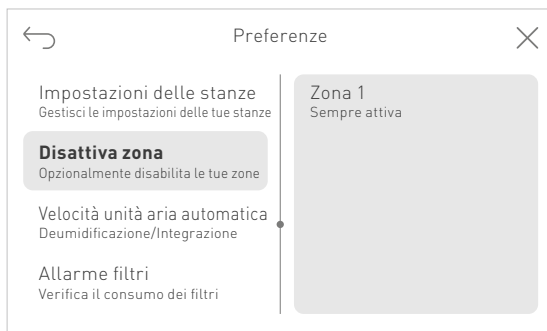 Preferenze
Impostazioni delle stanze
Gestisci le impostazioni delle tue stanze
Disattiva zona
Opzionalmente disabilita le tue zone
Velocità unità aria automatica
Deumidificazione/Integrazione
Allarme filtri
Verifica il consumo dei filtri
Zona 1
Sempre attiva